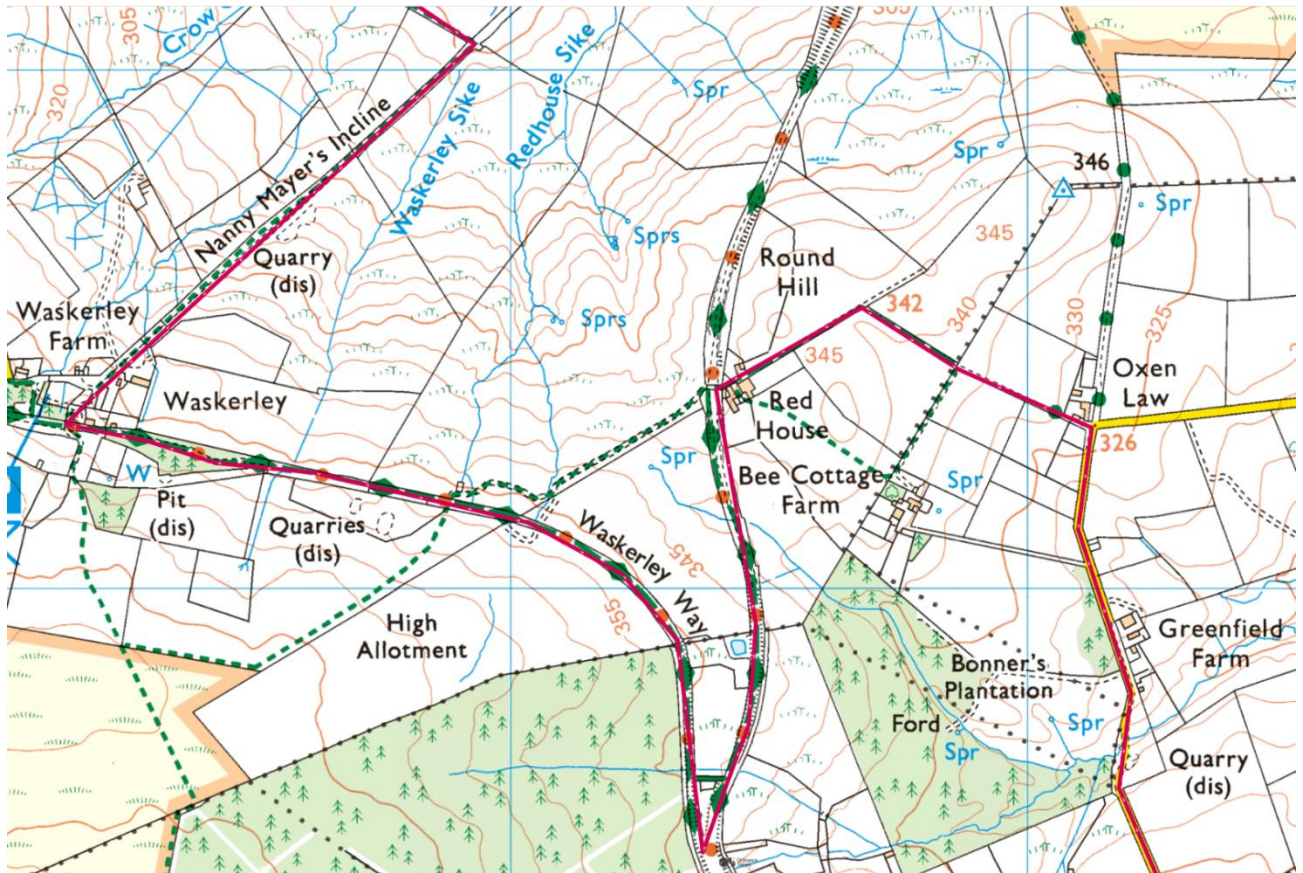 305
Crow
320
Nanny Mayer's Incline
Waskerley Sike
Redhouse Sike
Spr
305
Spr
346
Spr
Sprs
Quarry
(dis)
Round
Hill
345
340
330
325
342
345
Sprs
Waskerley
Farm
Waskerley
Oxen
Law
Red
House
326
Spr
Bee Cottage
Farm
Spr
W
Pit
(dis)
Quarries
(dis)
Waskerley
Way
345
355
High
Allotment
Greenfield
Farm
Bonner's
Plantation
Ford
Spr
Spr
Quarry
(dis)